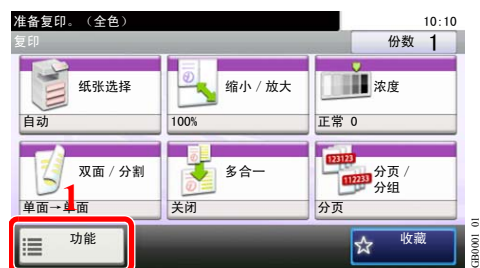 准备复印。（全色）
10:10
复印
份数 1
纸张选择
自动
缩小 / 放大
100%
浓度
正常 0
双面 / 分割
单面→单面
多合一
关闭
123123
112233
分页 /
分组
分页
1
功能
收藏
GB0001 01